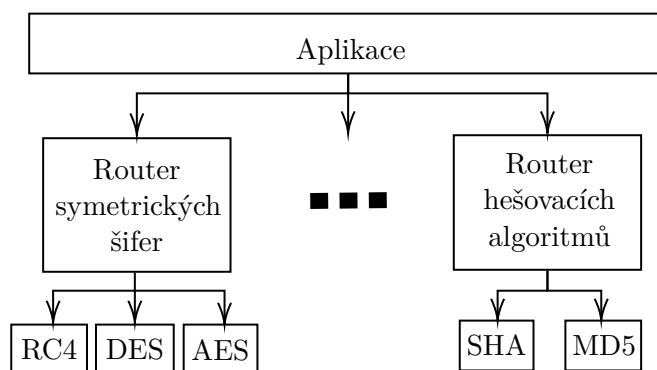 Aplikace
Router
symetrických
šifer
Router
hešovacích
algoritmů
RC4
DES
AES
SHA
MD5